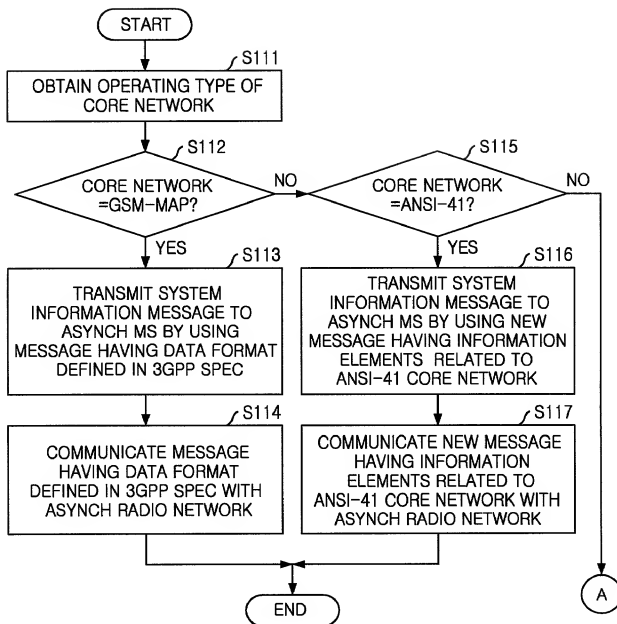 START
S111
OBTAIN OPERATING TYPE OF
CORE NETWORK
S112
CORE NETWORK
=GSM-MAP?
NO
YES
S115
CORE NETWORK
=ANSI-41?
NO
YES
S113
TRANSMIT SYSTEM
INFORMATION MESSAGE TO
ASYNCH MS BY USING
MESSAGE HAVING DATA FORMAT
DEFINED IN 3GPP SPEC
S116
TRANSMIT SYSTEM
INFORMATION MESSAGE TO
ASYNCH MS BY USING NEW
MESSAGE HAVING INFORMATION
ELEMENTS RELATED TO
ANSI-41 CORE NETWORK
S114
COMMUNICATE MESSAGE
HAVING DATA FORMAT
DEFINED IN 3GPP SPEC WITH
ASYNCH RADIO NETWORK
S117
COMMUNICATE NEW MESSAGE
HAVING INFORMATION
ELEMENTS RELATED TO
ANSI-41 CORE NETWORK WITH
ASYNCH RADIO NETWORK
END
A